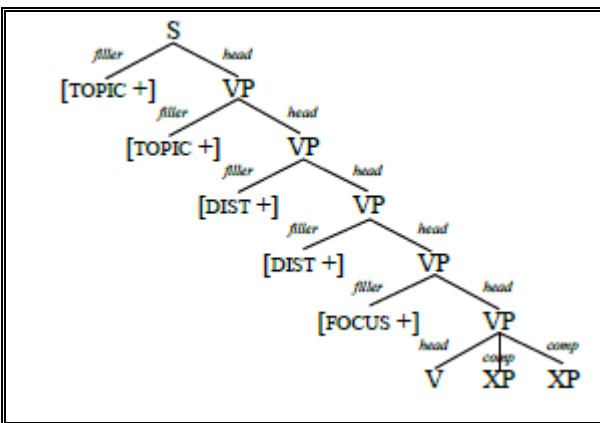 S
filler head
[TOPIC +] VP
filler head
[TOPIC +] VP
filler head
[DIST +] VP
filler head
[DIST +] VP
filler head
[FOCUS +] VP
head comp comp
V XP XP